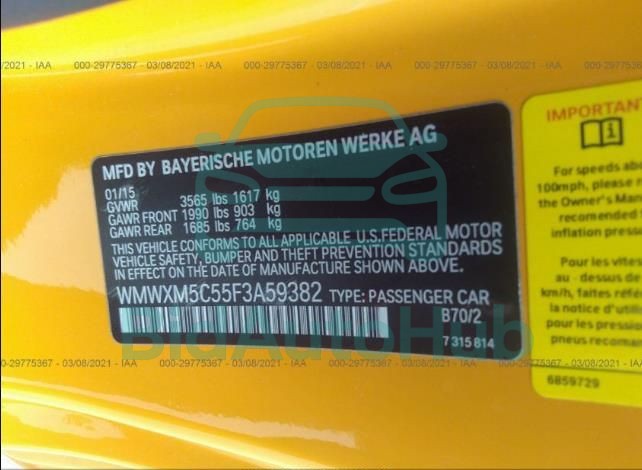 /2021 - IAA 000-29775367 - 03/08/2021 - IAA 000-29775367 - 03/08/2021 - IAA 000-29775367 - 03/08/2021 - IAA
MFD BY BAYERISCHE MOTOREN WERKE AG
01/15
GVWR 3565 lbs 1617 kg
GAWR FRONT 1990 lbs 903 kg
GAWR REAR 1685 lbs 764 kg
THIS VEHICLE CONFORMS TO ALL APPLICABLE U.S.FEDERAL MOTOR
VEHICLE SAFETY, BUMPER AND THEFT PREVENTION STANDARDS
IN EFFECT ON THE DATE OF MANUFACTURE SHOWN ABOVE.
WMWXM5C55F3A59382 TYPE: PASSENGER CAR
B70/2
7 315 814
BidAutoHub
IMPORTANT
For speeds abo
100mph, please r
the Owner's Man
recomended
inflation pressu
Pour les vites
au - dessus de
km/h, faites réfé
la notice d'utilis
pour les pressio
pneus recoman
6859729
00-29775367 - 03/08/2021 - IAA 000-29775367 - 03/08/2021 - IAA 000-29775367 - 03/08/2021 - IAA 000-29775367